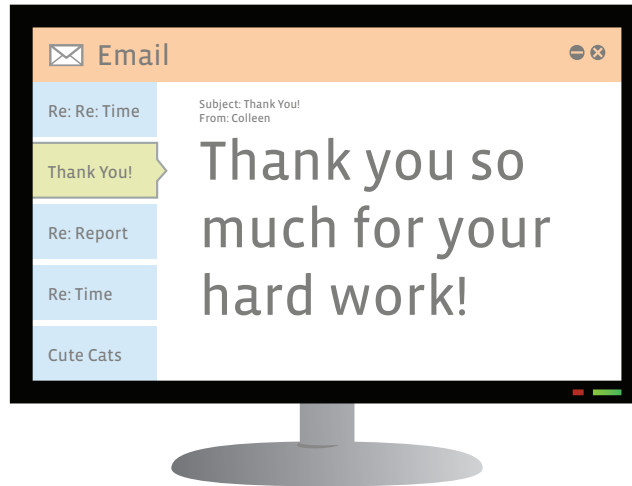 Email
Re: Re: Time
Thank You!
Re: Report
Re: Time
Cute Cats
Subject: Thank You!
From: Colleen
Thank you so
much for your
hard work!